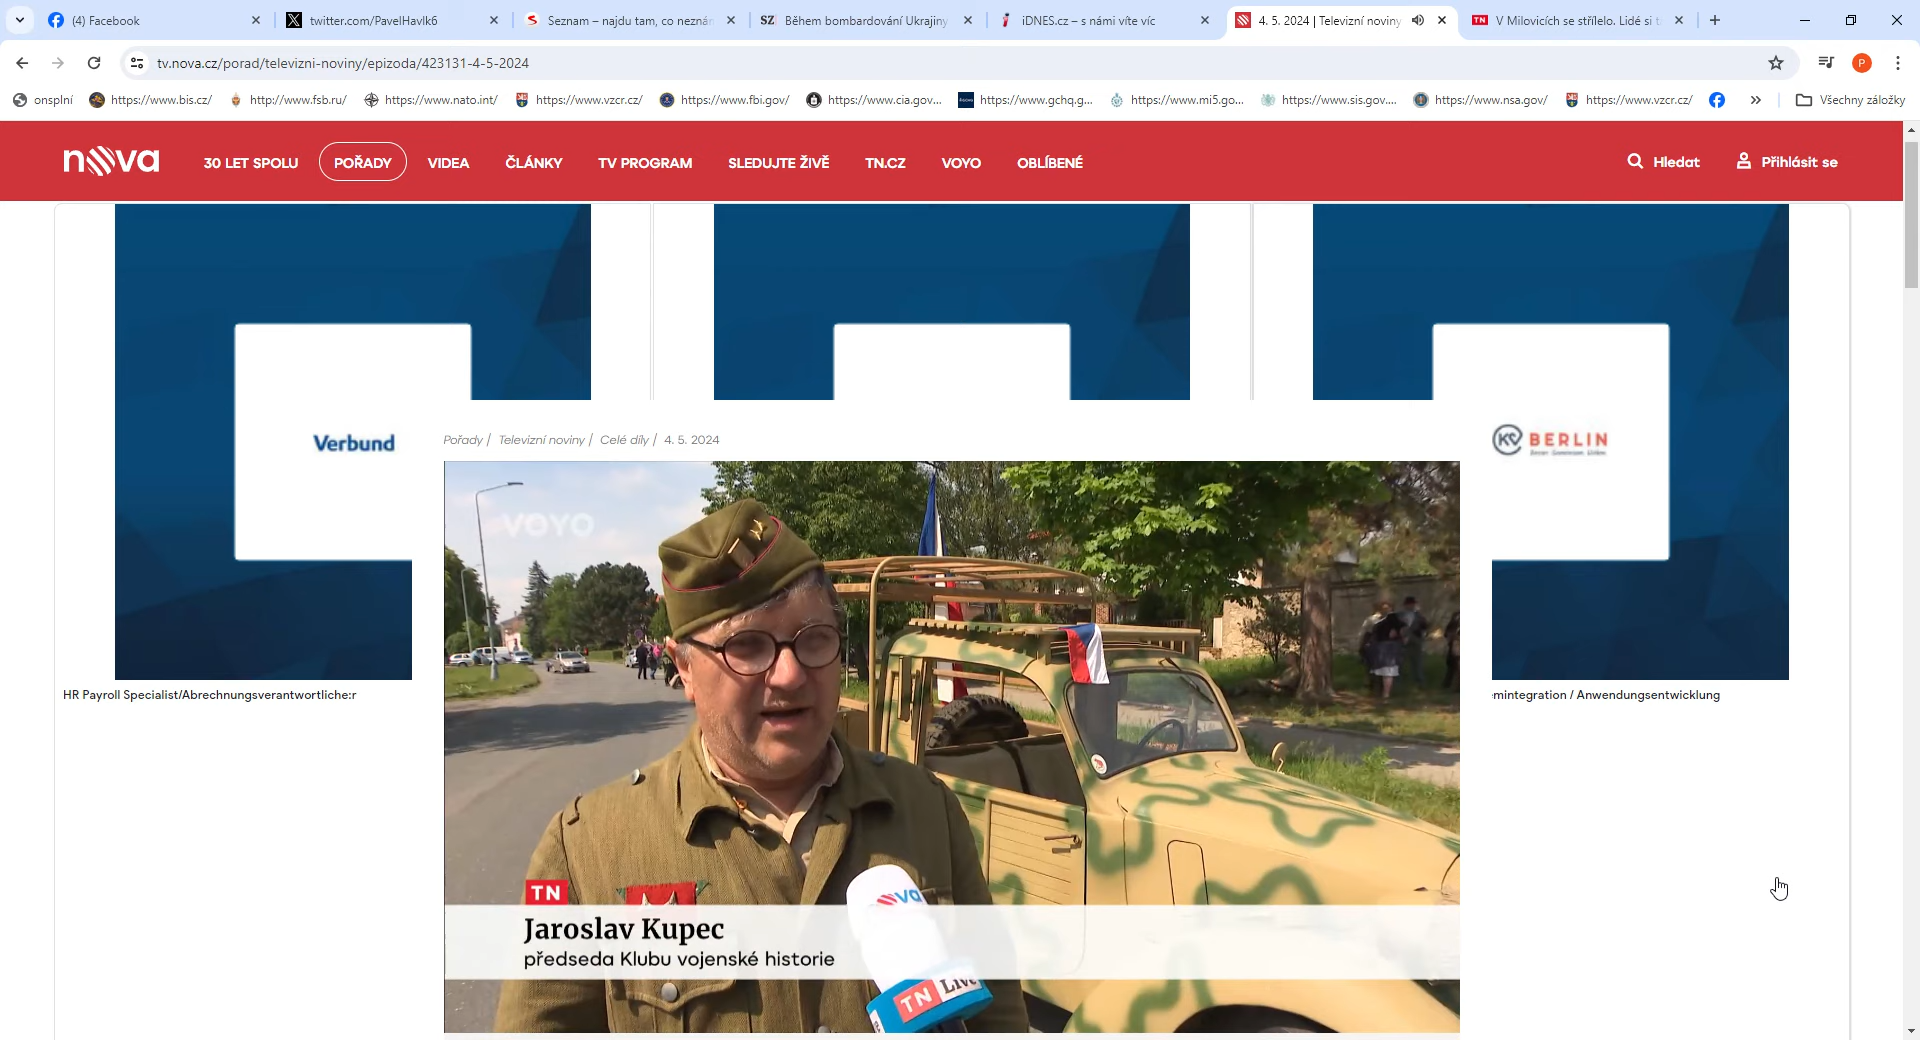 (4) Facebook
twitter.com/PavelHavlk6
Seznam – najdu tam, co neznám
SZ Během bombardování Ukrajiny
iDNES.cz – s námi víte víc
4. 5. 2024 | Televizní noviny
TN V Milovicích se střílelo. Lidé si t
tv.nova.cz/porad/televizni-noviny/epizoda/423131-4-5-2024
P
onsplní
https://www.bis.cz/
http://www.fsb.ru/
https://www.nato.int/
https://www.vzcr.cz/
https://www.fbi.gov/
https://www.cia.gov...
https://www.gchq.g...
https://www.mi5.go...
https://www.sis.gov....
https://www.nsa.gov/
https://www.vzcr.cz/
Všechny záložky
nova
30 LET SPOLU
POŘADY
VIDEA
ČLÁNKY
TV PROGRAM
SLEDUJTE ŽIVĚ
TN.CZ
VOYO
OBLÍBENÉ
Hledat
Přihlásit se
Verbund
KV BERLIN
Pořady / Televizní noviny / Celé díly / 4. 5. 2024
VOYO
HR Payroll Specialist/Abrechnungsverantwortliche:r
emintegration / Anwendungsentwicklung
TN
nova
Jaroslav Kupec
předseda Klubu vojenské historie
TN Live